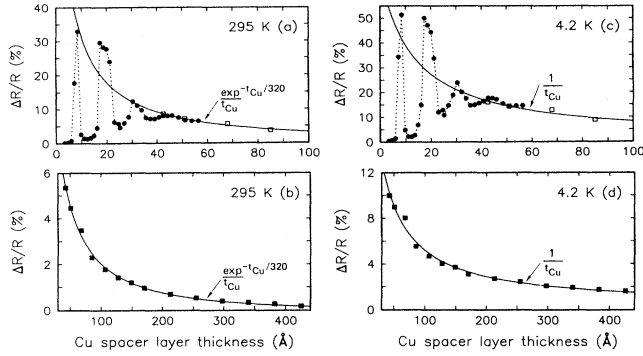 295 K (a)
ΔR/R (%)
40
30
20
10
0
exp^-tCu/320
tCu
0 20 40 60 80 100
4.2 K (c)
ΔR/R (%)
50
40
30
20
10
0
1
tCu
0 20 40 60 80 100
295 K (b)
ΔR/R (%)
6
4
2
0
exp^-tCu/320
tCu
100 200 300 400
Cu spacer layer thickness (Å)
4.2 K (d)
ΔR/R (%)
12
8
4
0
1
tCu
100 200 300 400
Cu spacer layer thickness (Å)